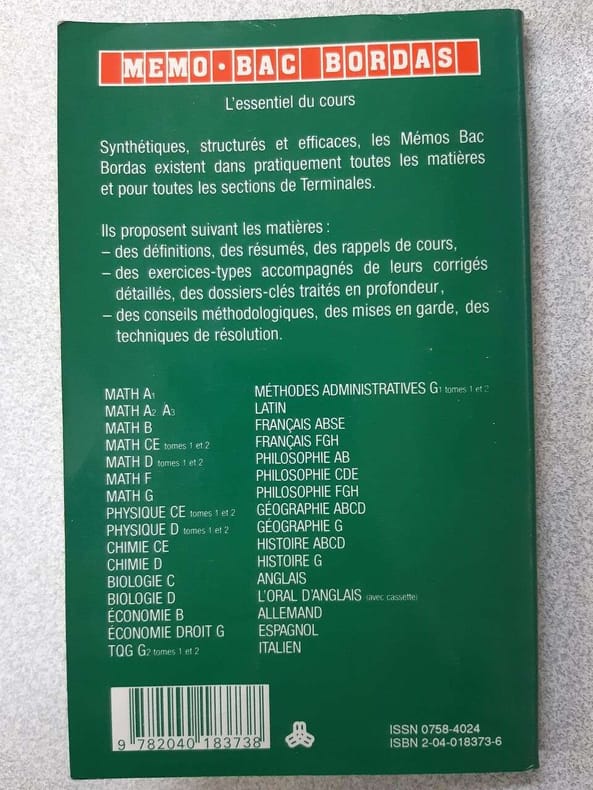 MEMO • BAC BORDAS
L'essentiel du cours
Synthétiques, structurés et efficaces, les Mémos Bac
Bordas existent dans pratiquement toutes les matières
et pour toutes les sections de Terminales.
Ils proposent suivant les matières :
– des définitions, des résumés, des rappels de cours,
– des exercices-types accompagnés de leurs corrigés
détaillés, des dossiers-clés traités en profondeur,
– des conseils méthodologiques, des mises en garde, des
techniques de résolution.
MATH A1
MATH A2 A3
MATH B
MATH CE tomes 1 et 2
MATH D tomes 1 et 2
MATH F
MATH G
PHYSIQUE CE tomes 1 et 2
PHYSIQUE D tomes 1 et 2
CHIMIE CE
CHIMIE D
BIOLOGIE C
BIOLOGIE D
ÉCONOMIE B
ÉCONOMIE DROIT G
TQG G2 tomes 1 et 2
MÉTHODES ADMINISTRATIVES G1 tomes 1 et 2
LATIN
FRANÇAIS ABSE
FRANÇAIS FGH
PHILOSOPHIE AB
PHILOSOPHIE CDE
PHILOSOPHIE FGH
GÉOGRAPHIE ABCD
GÉOGRAPHIE G
HISTOIRE ABCD
HISTOIRE G
ANGLAIS
L'ORAL D'ANGLAIS (avec cassette)
ALLEMAND
ESPAGNOL
ITALIEN
9 782040 183738
ISSN 0758-4024
ISBN 2-04-018373-6